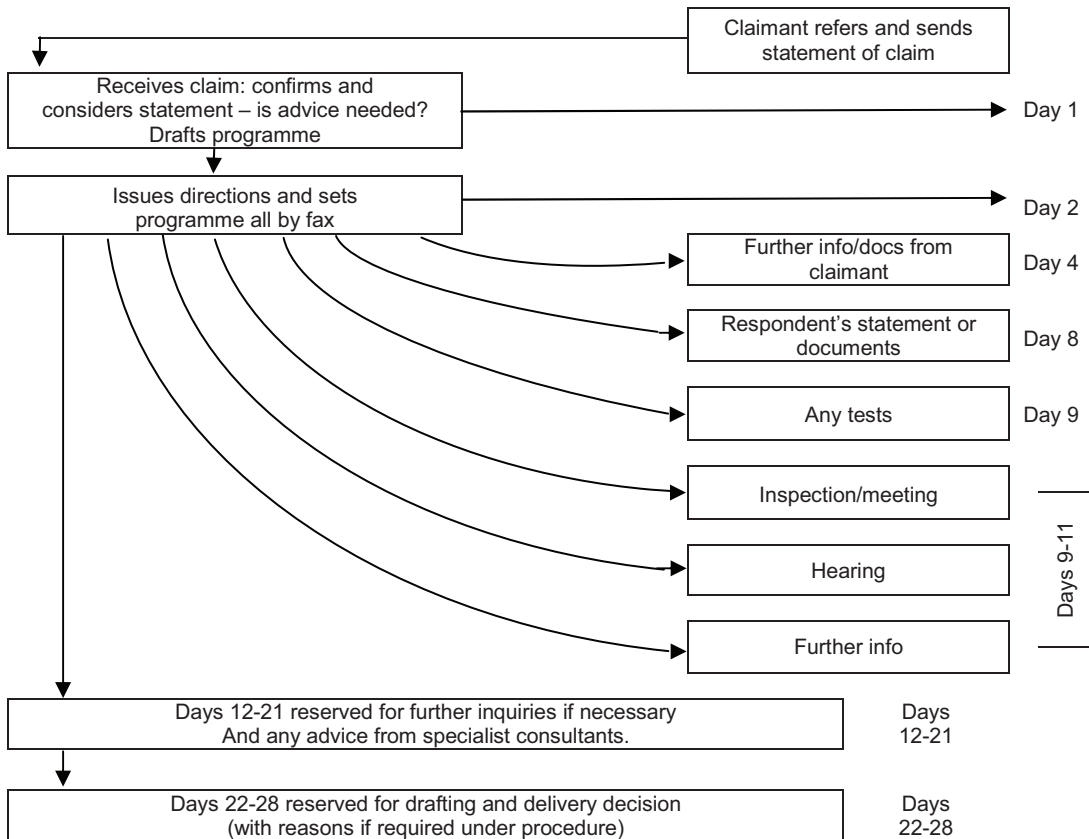 Claimant refers and sends
statement of claim
Receives claim: confirms and
considers statement – is advice needed?
Drafts programme
Day 1
Issues directions and sets
programme all by fax
Day 2
Further info/docs from
claimant
Day 4
Respondent's statement or
documents
Day 8
Any tests
Day 9
Inspection/meeting
Hearing
Further info
Days 9-11
Days 12-21 reserved for further inquiries if necessary
And any advice from specialist consultants.
Days
12-21
Days 22-28 reserved for drafting and delivery decision
(with reasons if required under procedure)
Days
22-28